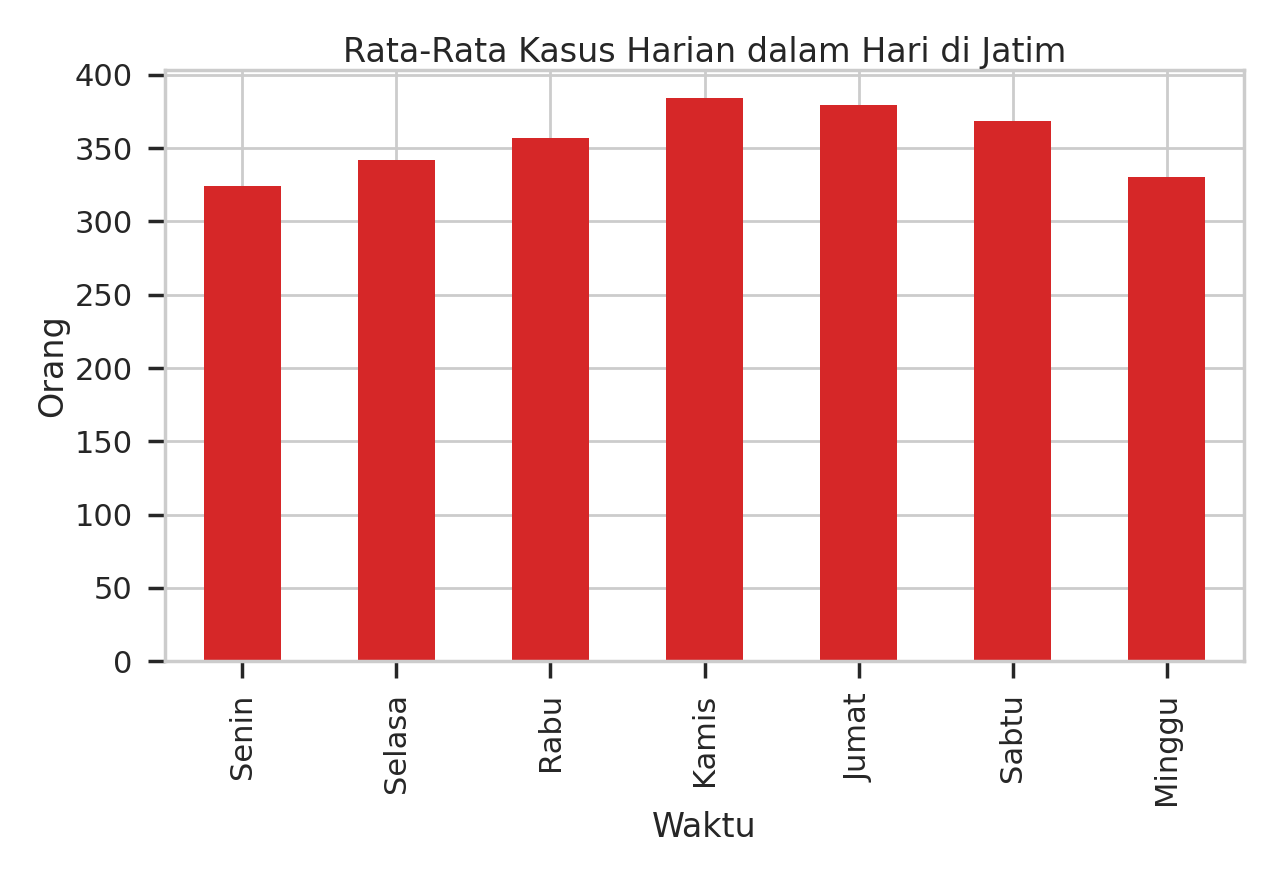 Rata-Rata Kasus Harian dalam Hari di Jatim
Orang
400
350
300
250
200
150
100
50
0
Senin
Selasa
Rabu
Kamis
Jumat
Sabtu
Minggu
Waktu